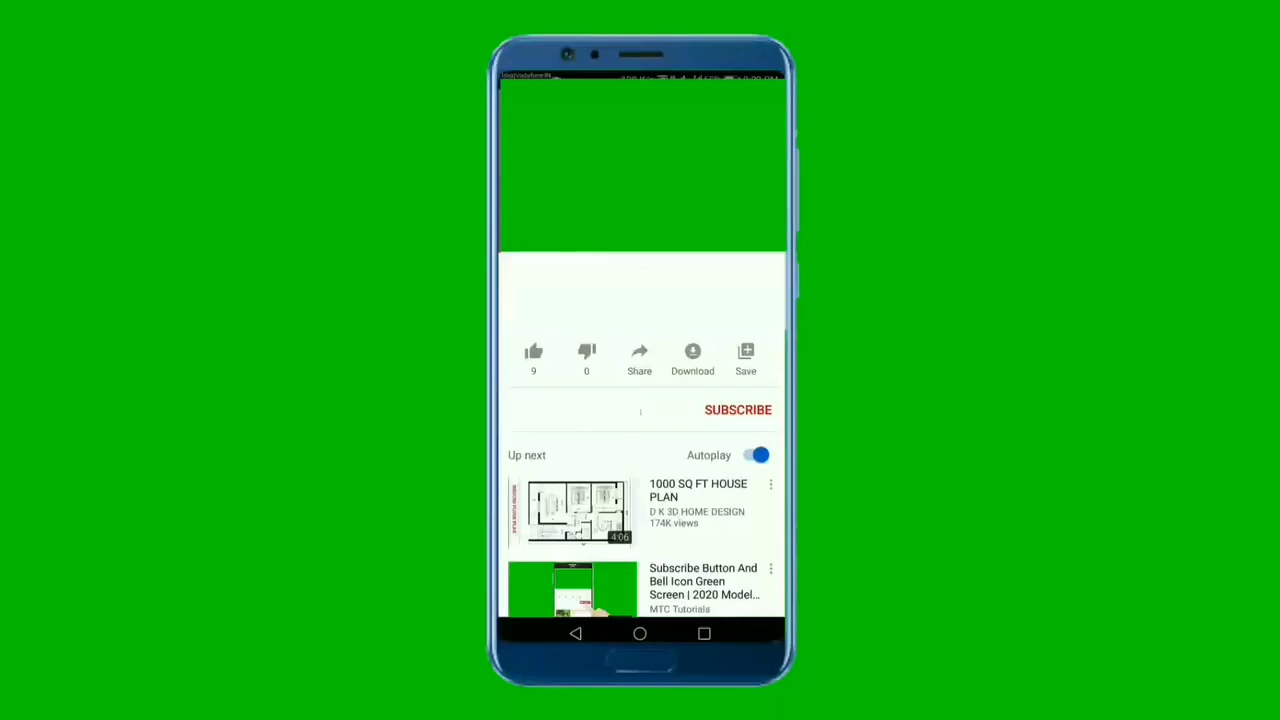 9
0
Share
Download
Save
SUBSCRIBE
Up next
Autoplay
1000 SQ FT HOUSE
PLAN
D K 3D HOME DESIGN
174K views
4:06
Subscribe Button And
Bell Icon Green
Screen | 2020 Model…
MTC Tutorials